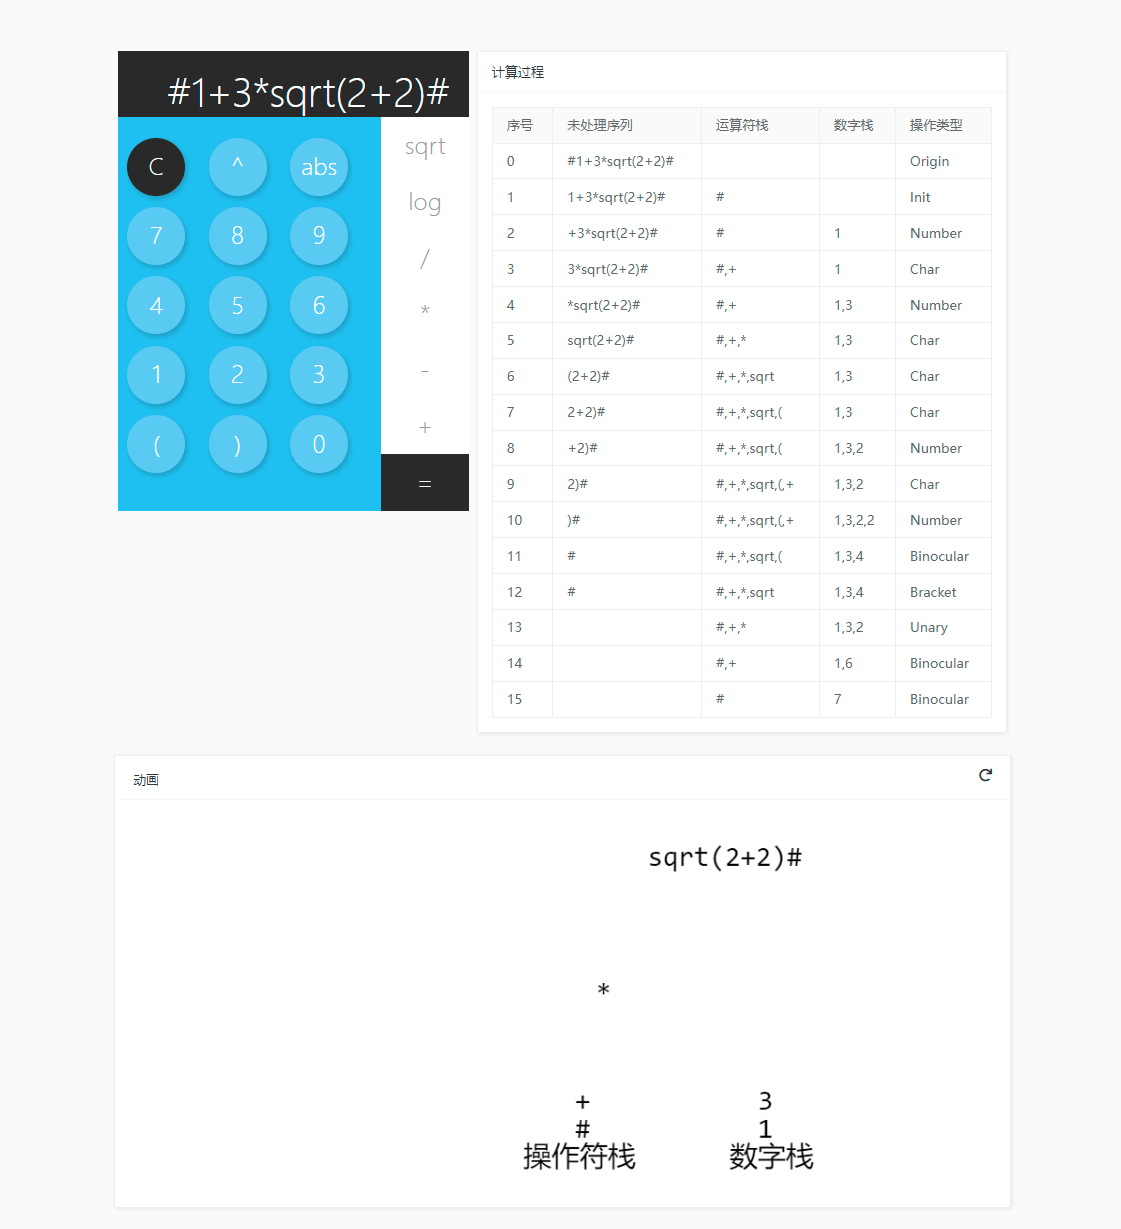 #1+3*sqrt(2+2)#
C ^ abs sqrt
7 8 9 log
4 5 6 /
1 2 3 *
( ) 0 -
+
=
计算过程
序号 未处理序列 运算符栈 数字栈 操作类型
0 #1+3*sqrt(2+2)# Origin
1 1+3*sqrt(2+2)# # Init
2 +3*sqrt(2+2)# # 1 Number
3 3*sqrt(2+2)# #,+ 1 Char
4 *sqrt(2+2)# #,+ 1,3 Number
5 sqrt(2+2)# #,+,* 1,3 Char
6 (2+2)# #,+,*,sqrt 1,3 Char
7 2+2)# #,+,*,sqrt,( 1,3 Char
8 +2)# #,+,*,sqrt,( 1,3,2 Number
9 2)# #,+,*,sqrt,(,+ 1,3,2 Char
10 )# #,+,*,sqrt,(,+ 1,3,2,2 Number
11 # #,+,*,sqrt,( 1,3,4 Binocular
12 # #,+,*,sqrt 1,3,4 Bracket
13 #,+,* 1,3,2 Unary
14 #,+ 1,6 Binocular
15 # 7 Binocular
动画
sqrt(2+2)#
*
+ 3
# 1
操作符栈 数字栈